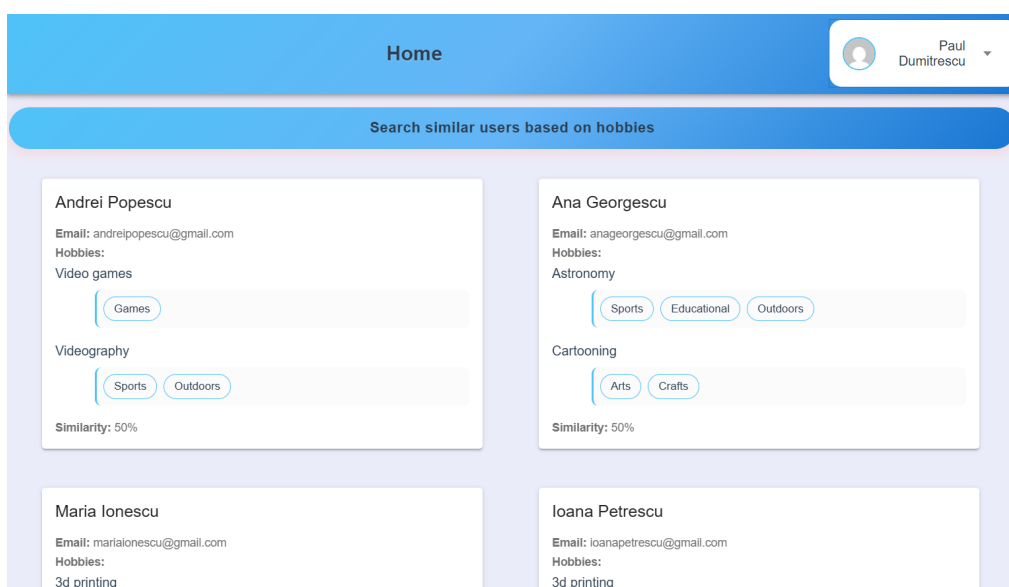 Home
Paul
Dumitrescu
Search similar users based on hobbies
Andrei Popescu
Email: andreipopescu@gmail.com
Hobbies:
Video games
Games
Videography
Sports Outdoors
Similarity: 50%
Ana Georgescu
Email: anageorgescu@gmail.com
Hobbies:
Astronomy
Sports Educational Outdoors
Cartooning
Arts Crafts
Similarity: 50%
Maria Ionescu
Email: mariaionescu@gmail.com
Hobbies:
3d printing
Ioana Petrescu
Email: ioanapetrescu@gmail.com
Hobbies:
3d printing